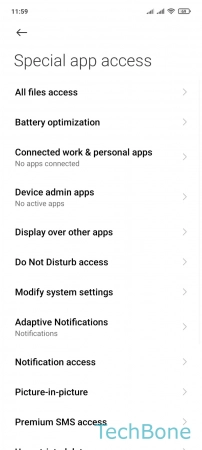 11:59
Special app access
All files access
Battery optimization
Connected work & personal apps
No apps connected
Device admin apps
No active apps
Display over other apps
Do Not Disturb access
Modify system settings
Adaptive Notifications
Notifications
Notification access
Picture-in-picture
Premium SMS access
TechBone